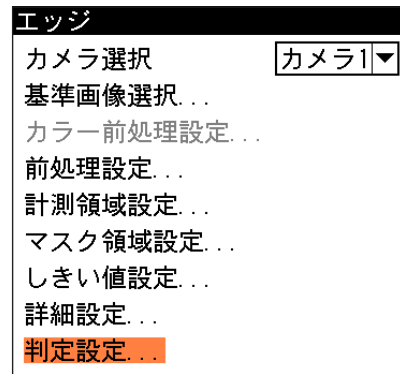 エッジ
カメラ選択 カメラ1
基準画像選択...
カラー前処理設定...
前処理設定...
計測領域設定...
マスク領域設定...
しきい値設定...
詳細設定...
判定設定...